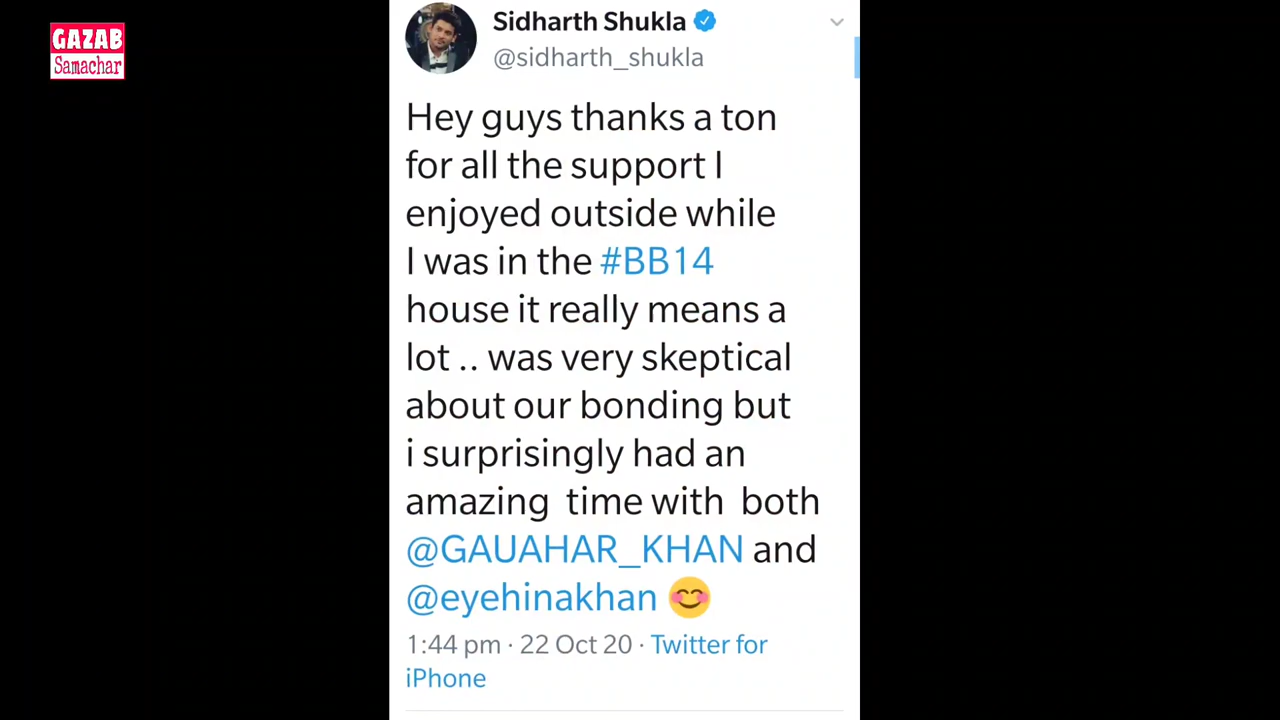 GAZAB
Samachar
Sidharth Shukla
@sidharth_shukla
Hey guys thanks a ton
for all the support I
enjoyed outside while
I was in the #BB14
house it really means a
lot .. was very skeptical
about our bonding but
i surprisingly had an
amazing  time with  both
@GAUAHAR_KHAN and
@eyehinakhan 😊
1:44 pm · 22 Oct 20 · Twitter for
iPhone